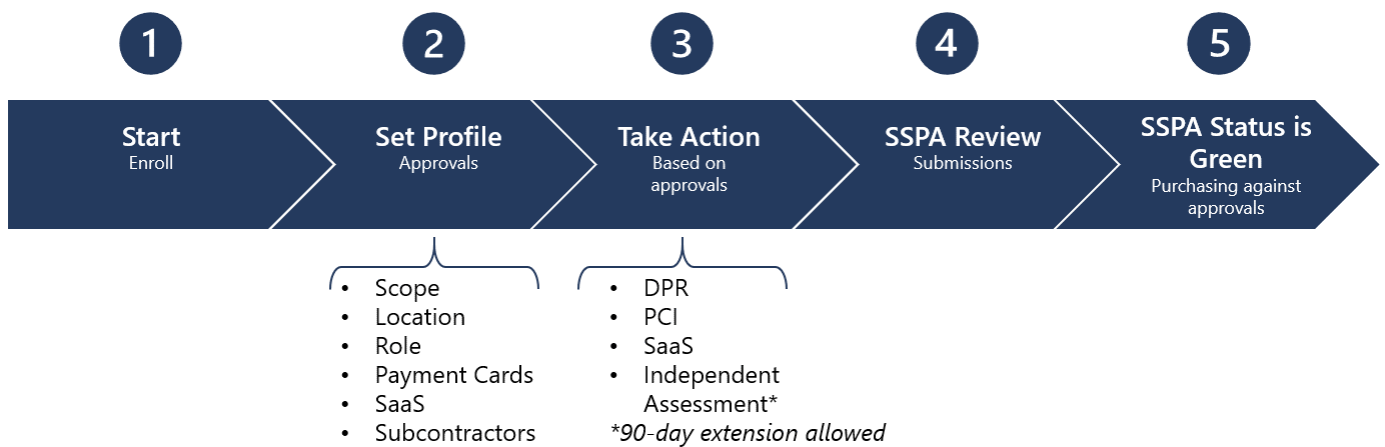 1
Start
Enroll
2
Set Profile
Approvals
• Scope
• Location
• Role
• Payment Cards
• SaaS
• Subcontractors
3
Take Action
Based on
approvals
• DPR
• PCI
• SaaS
• Independent
Assessment*
*90-day extension allowed
4
SSPA Review
Submissions
5
SSPA Status is
Green
Purchasing against
approvals